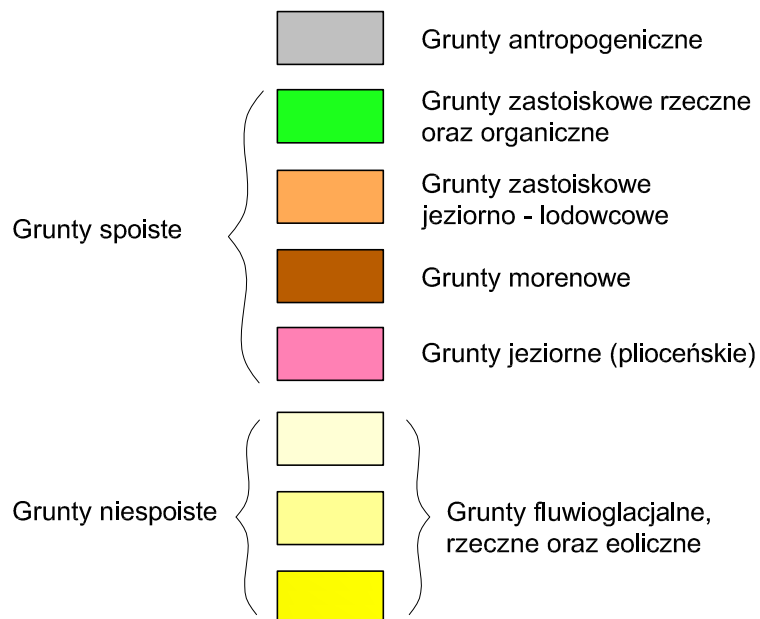 Grunty antropogeniczne
Grunty zastoiskowe rzeczne
oraz organiczne
Grunty zastoiskowe
jeziorno - lodowcowe
Grunty spoiste
Grunty morenowe
Grunty jeziorne (plioceńskie)
Grunty niespoiste
Grunty fluwioglacjalne,
rzeczne oraz eoliczne